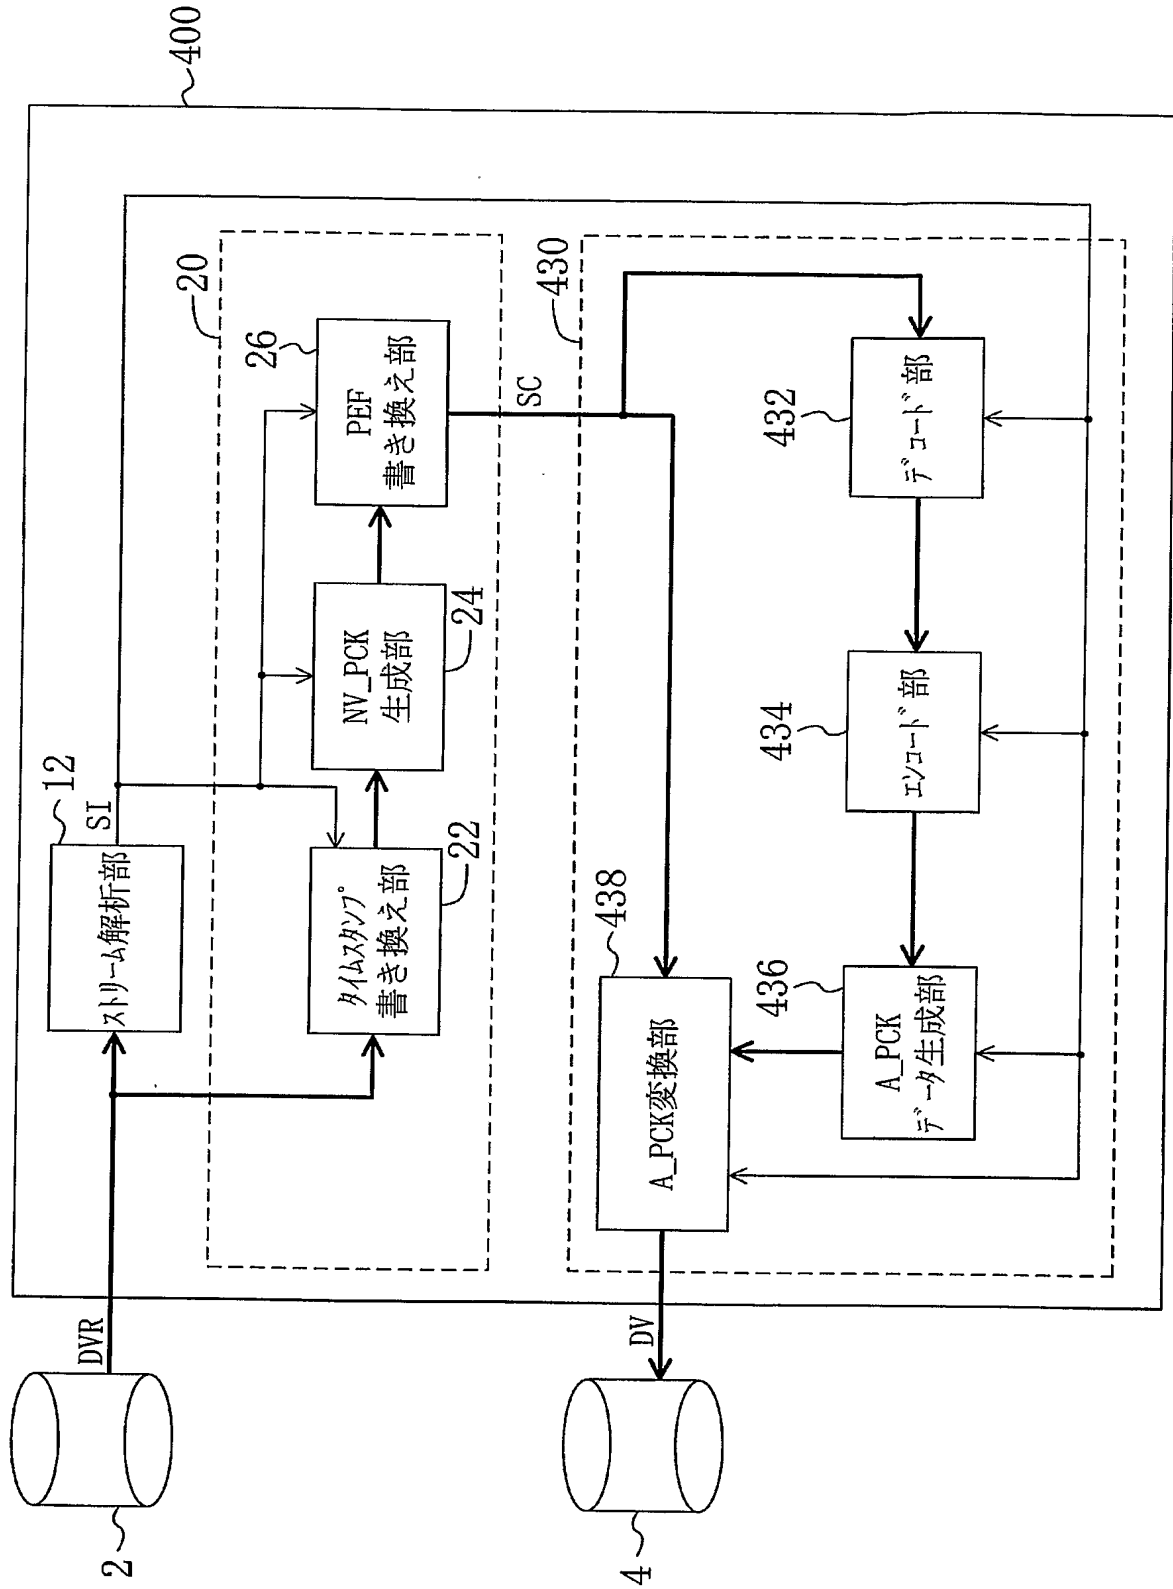 400
12
ストリーム解析部
SI
20
タイムスタンプ
書き換え部
22
NV_PCK
生成部
24
26
PEF
書き換え部
SC
DVR
2
430
438
A_PCK変換部
436
A_PCK
データ生成部
434
エンコード部
432
デコード部
DV
4